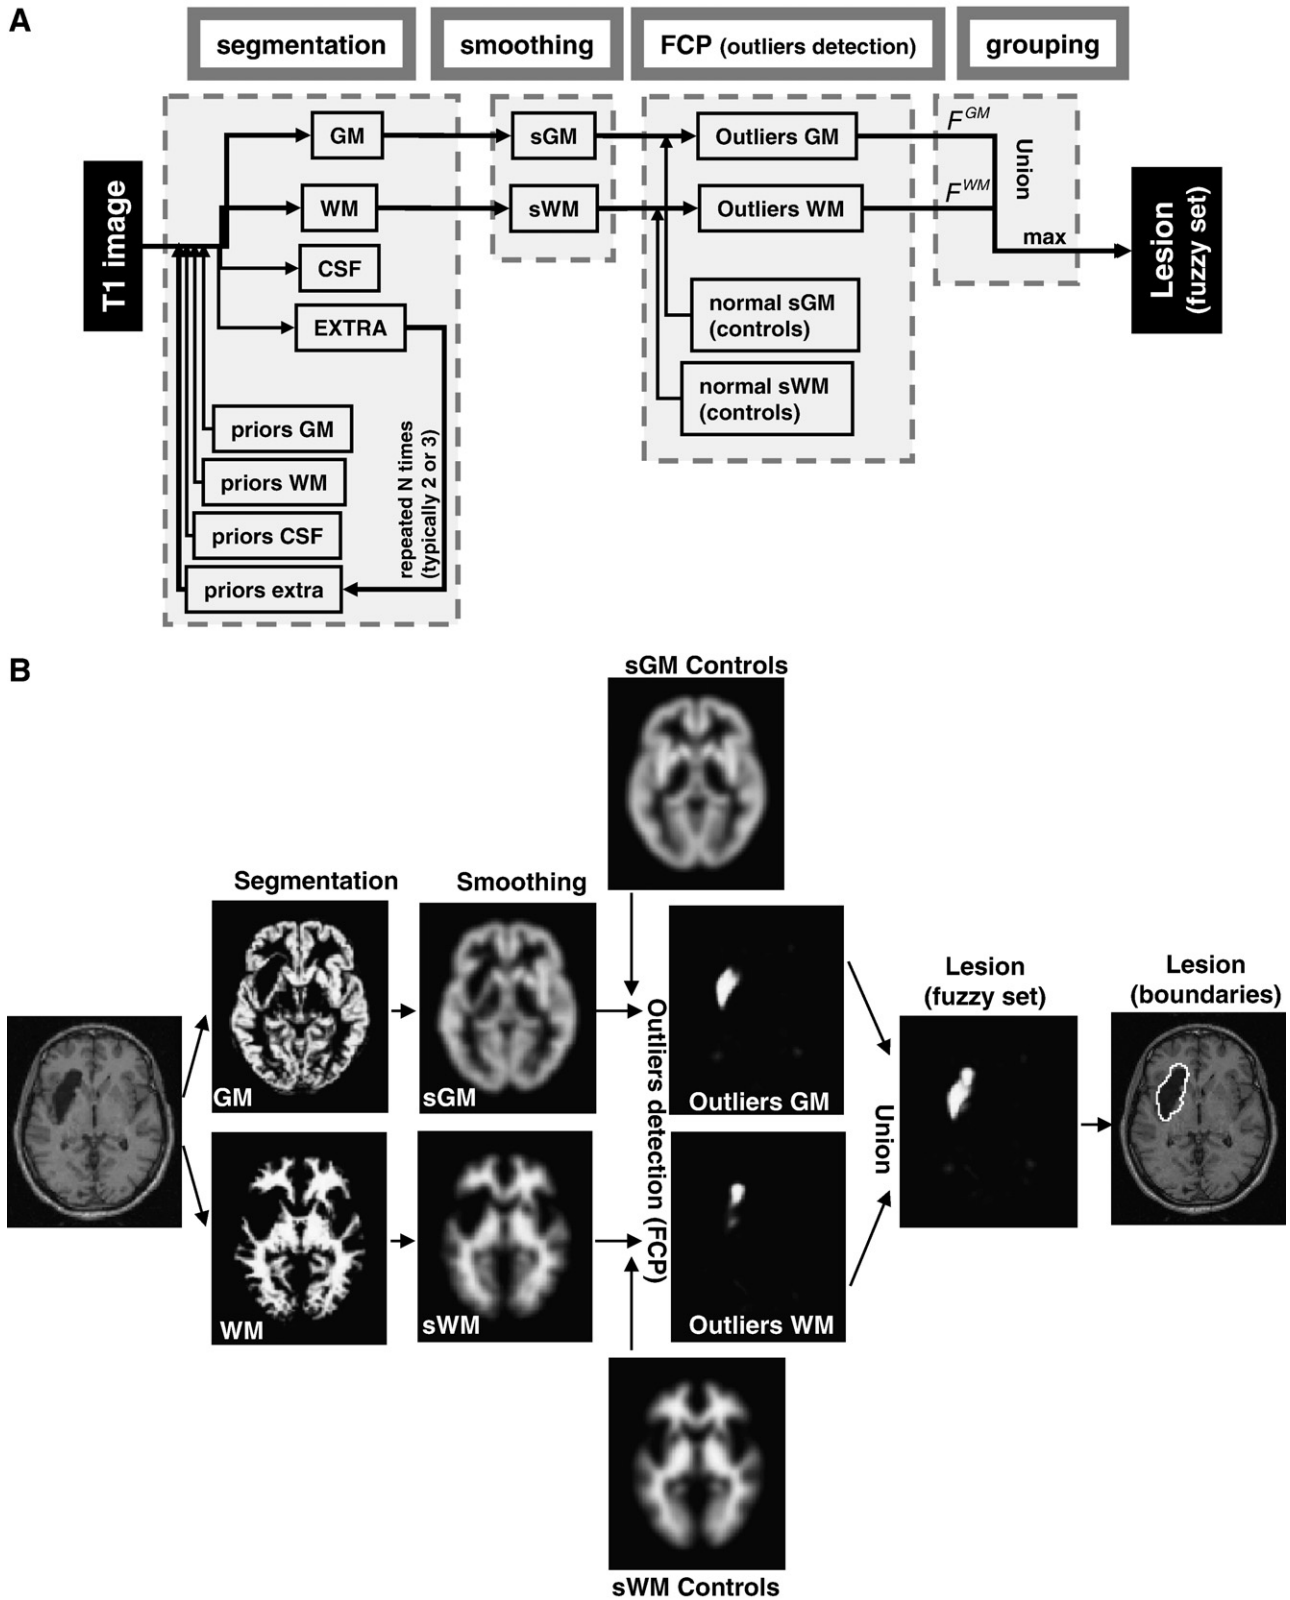 A
segmentation
smoothing
FCP (outliers detection)
grouping
T1 image
GM
WM
CSF
EXTRA
priors GM
priors WM
priors CSF
priors extra
repeated N times
(typically 2 or 3)
sGM
sWM
Outliers GM
Outliers WM
normal sGM
(controls)
normal sWM
(controls)
F^GM
F^WM
Union
max
Lesion
(fuzzy set)
B
sGM Controls
Segmentation
Smoothing
GM
sGM
WM
sWM
Outliers detection (FCP)
Outliers GM
Outliers WM
Union
Lesion
(fuzzy set)
Lesion
(boundaries)
sWM Controls